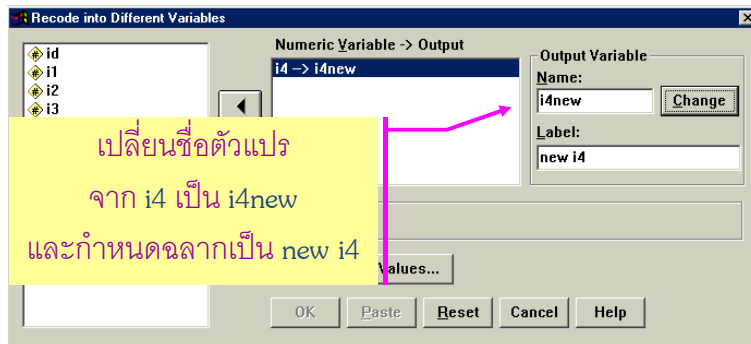 Recode into Different Variables
id
i1
i2
i3
Numeric Variable -> Output
i4 -> i4new
Output Variable
Name:
i4new
Change
Label:
new i4
เปลี่ยนชื่อตัวแปร
จาก i4 เป็น i4new
และกำหนดฉลากเป็น new i4
Values...
OK
Paste
Reset
Cancel
Help